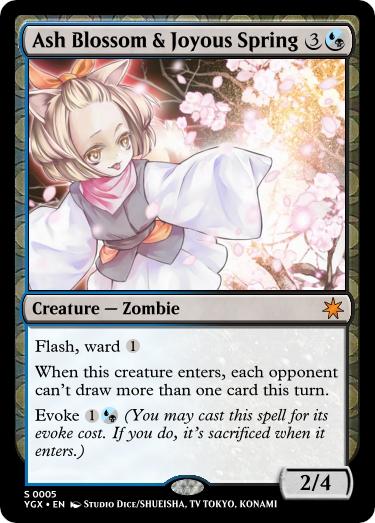 Ash Blossom & Joyous Spring 3
Creature — Zombie
Flash, ward 1
When this creature enters, each opponent
can't draw more than one card this turn.
Evoke 1 (You may cast this spell for its
evoke cost. If you do, it's sacrificed when it
enters.)
2/4
S 0005
YGX • EN Studio Dice/SHUEISHA, TV TOKYO, KONAMI